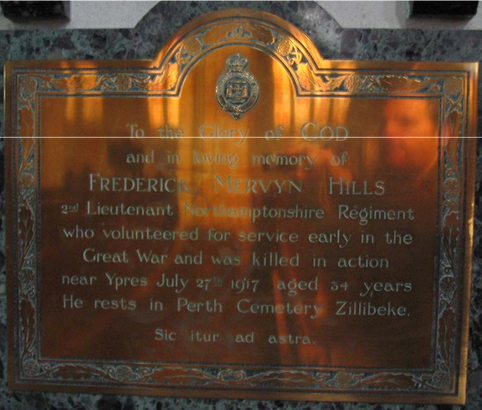 To the Glory of GOD
and in loving memory of
FREDERICK MERVYN HILLS
2nd Lieutenant Northamptonshire Regiment
who volunteered for service early in the
Great War and was killed in action
near Ypres July 27th 1917 aged 34 years
He rests in Perth Cemetery Zillibeke.
Sic itur ad astra.